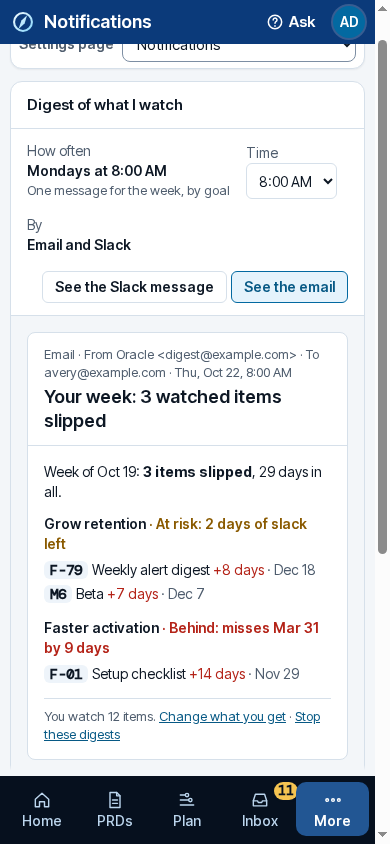 Notifications
Ask
AD
Settings page
Notifications
Digest of what I watch
How often
Mondays at 8:00 AM
One message for the week, by goal
Time
8:00 AM
By
Email and Slack
See the Slack message
See the email
Email · From Oracle <digest@example.com> · To
avery@example.com · Thu, Oct 22, 8:00 AM
Your week: 3 watched items
slipped
Week of Oct 19: 3 items slipped, 29 days in
all.
Grow retention · At risk: 2 days of slack
left
F-79 Weekly alert digest +8 days · Dec 18
M6 Beta +7 days · Dec 7
Faster activation · Behind: misses Mar 31
by 9 days
F-01 Setup checklist +14 days · Nov 29
You watch 12 items. Change what you get · Stop
these digests
Home
PRDs
Plan
11
Inbox
More